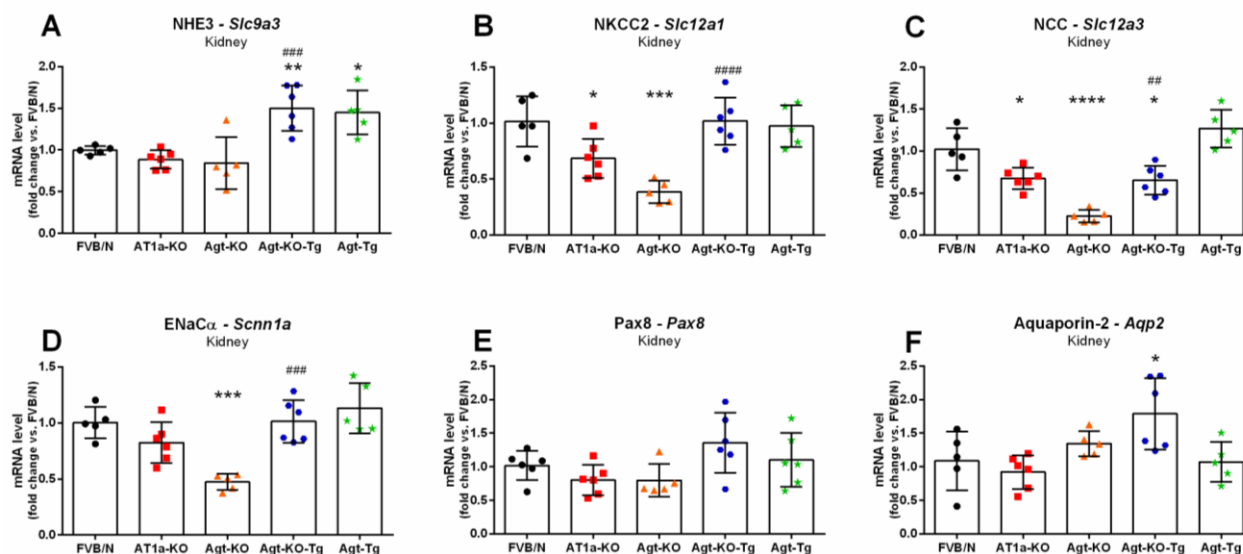 A
NHE3 - Slc9a3
Kidney
mRNA level
(fold change vs. FVB/N)
2.0
1.5
1.0
0.5
0.0
###
**
*
FVB/N AT1a-KO Agt-KO Agt-KO-Tg Agt-Tg
B
NKCC2 - Slc12a1
Kidney
mRNA level
(fold change vs. FVB/N)
1.5
1.0
0.5
0.0
*
***
####
FVB/N AT1a-KO Agt-KO Agt-KO-Tg Agt-Tg
C
NCC - Slc12a3
Kidney
mRNA level
(fold change vs. FVB/N)
2.0
1.5
1.0
0.5
0.0
*
****
##
*
FVB/N AT1a-KO Agt-KO Agt-KO-Tg Agt-Tg
D
ENaCα - Scnn1a
Kidney
mRNA level
(fold change vs. FVB/N)
1.5
1.0
0.5
0.0
***
###
FVB/N AT1a-KO Agt-KO Agt-KO-Tg Agt-Tg
E
Pax8 - Pax8
Kidney
mRNA level
(fold change vs. FVB/N)
2.5
2.0
1.5
1.0
0.5
0.0
FVB/N AT1a-KO Agt-KO Agt-KO-Tg Agt-Tg
F
Aquaporin-2 - Aqp2
Kidney
mRNA level
(fold change vs. FVB/N)
2.5
2.0
1.5
1.0
0.5
0.0
*
FVB/N AT1a-KO Agt-KO Agt-KO-Tg Agt-Tg